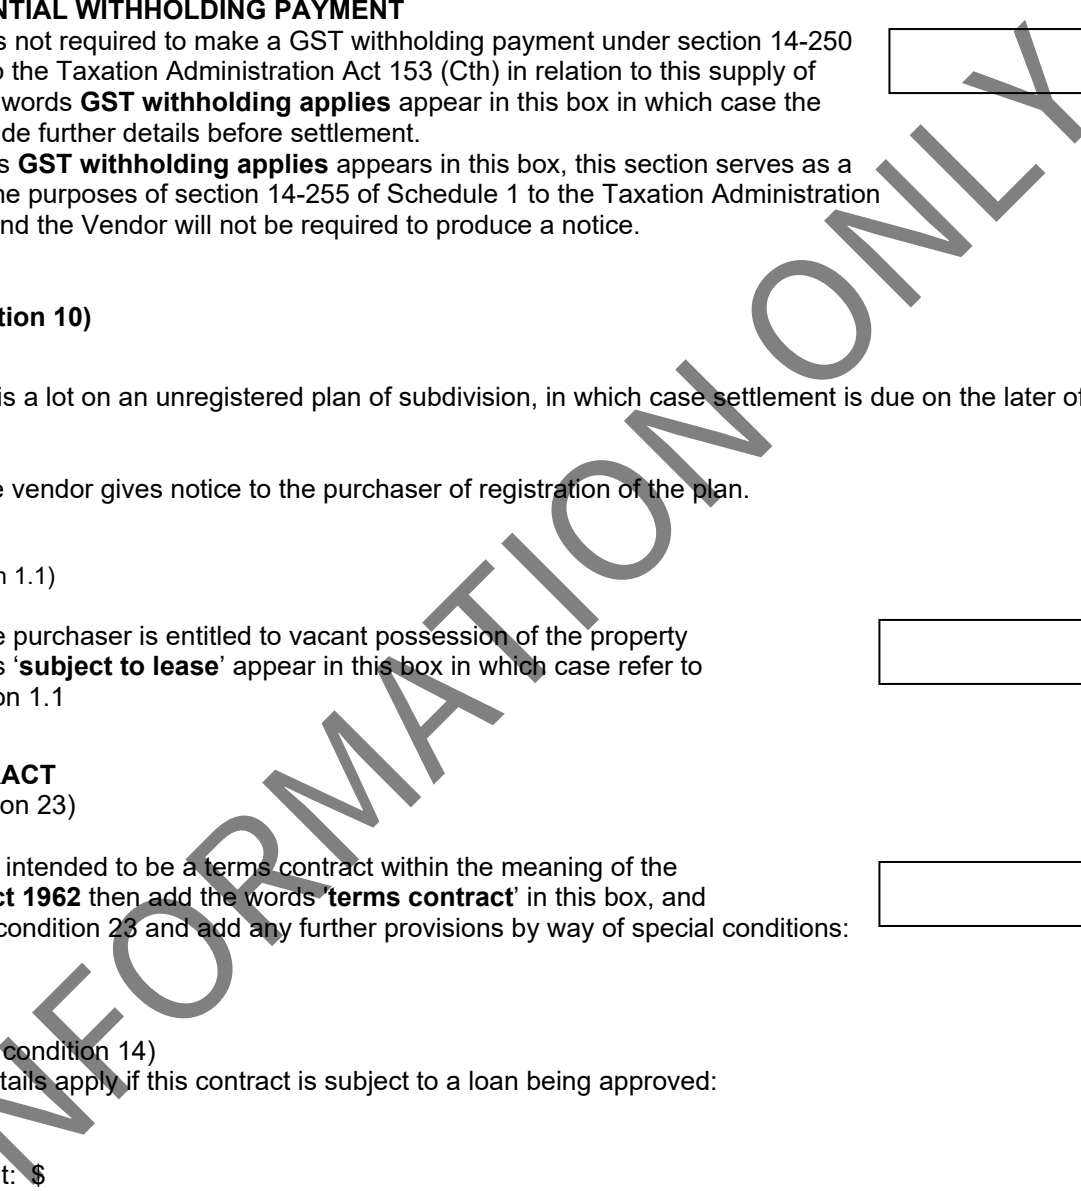 NTIAL WITHHOLDING PAYMENT
s not required to make a GST withholding payment under section 14-250
o the Taxation Administration Act 153 (Cth) in relation to this supply of
words GST withholding applies appear in this box in which case the
de further details before settlement.
s GST withholding applies appears in this box, this section serves as a
he purposes of section 14-255 of Schedule 1 to the Taxation Administration
nd the Vendor will not be required to produce a notice.
tion 10)
is a lot on an unregistered plan of subdivision, in which case settlement is due on the later of
e vendor gives notice to the purchaser of registration of the plan.
n 1.1)
e purchaser is entitled to vacant possession of the property
s ‘subject to lease’ appear in this box in which case refer to
on 1.1
RACT
on 23)
intended to be a terms contract within the meaning of the
ct 1962 then add the words 'terms contract’ in this box, and
condition 23 and add any further provisions by way of special conditions:
condition 14)
tails apply if this contract is subject to a loan being approved:
t: $
NFORMATION ONLY